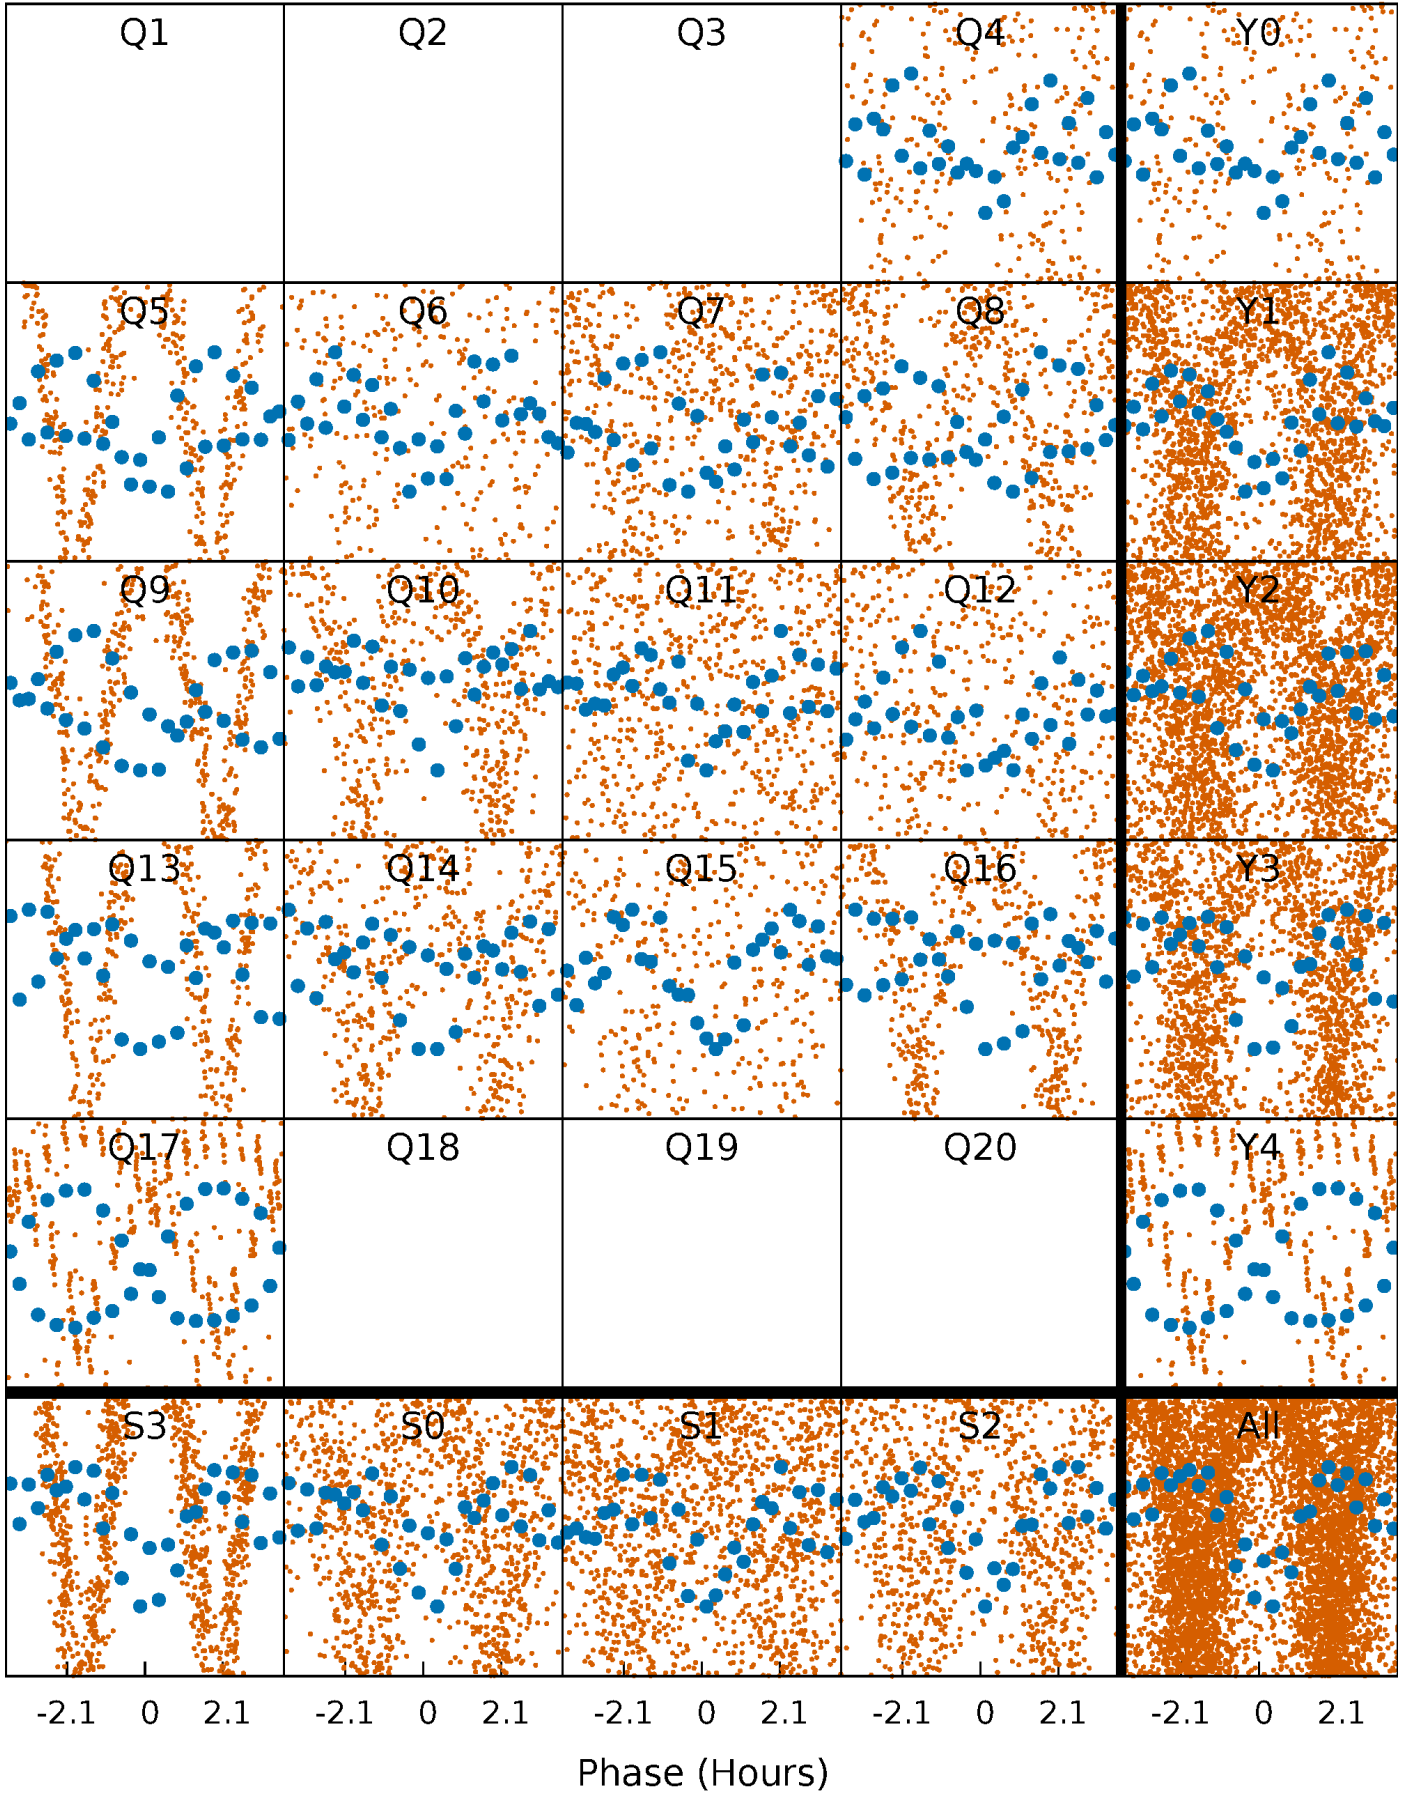 Q1 Q2 Q3 Q4 Y0
Q5 Q6 Q7 Q8 Y1
Q9 Q10 Q11 Q12 Y2
Q13 Q14 Q15 Q16 Y3
Q17 Q18 Q19 Q20 Y4
S3 S0 S1 S2 All
-2.1 0 2.1 -2.1 0 2.1 -2.1 0 2.1 -2.1 0 2.1 -2.1 0 2.1
Phase (Hours)